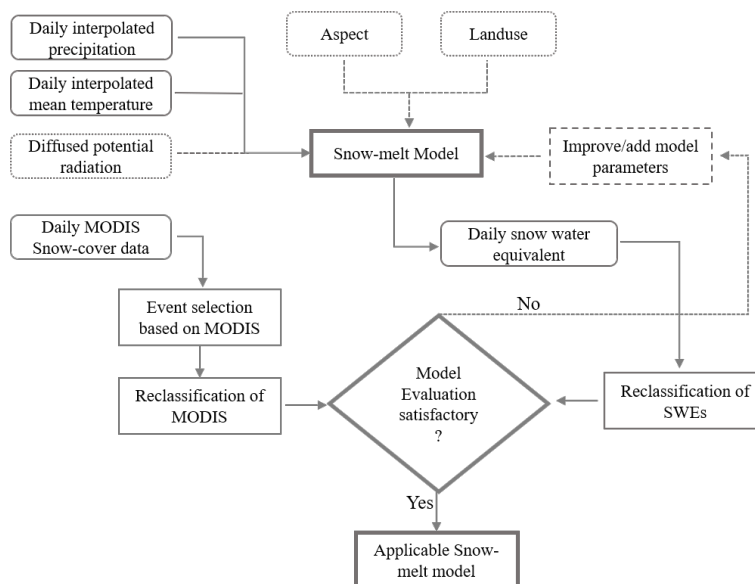 Daily interpolated
precipitation
Aspect
Landuse
Daily interpolated
mean temperature
Diffused potential
radiation
Snow-melt Model
Improve/add model
parameters
Daily MODIS
Snow-cover data
Daily snow water
equivalent
Event selection
based on MODIS
No
Model
Evaluation
satisfactory
?
Reclassification of
MODIS
Reclassification of
SWEs
Yes
Applicable Snow-
melt model